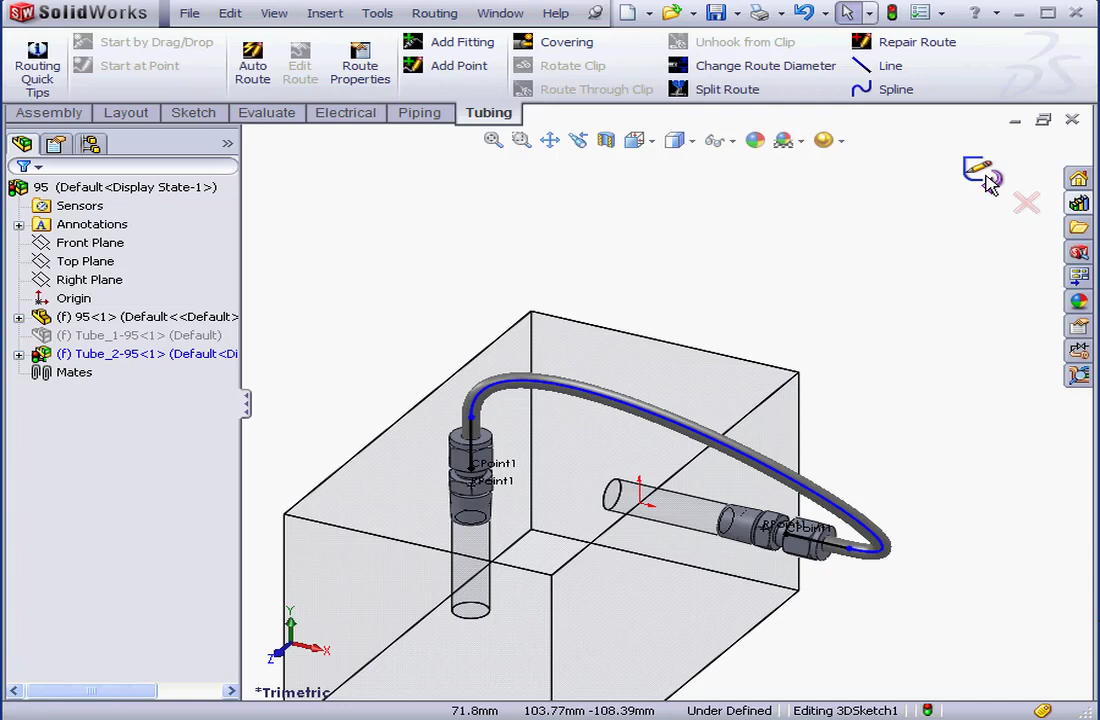 SolidWorks File Edit View Insert Tools Routing Window Help
Routing Quick Tips
Start by Drag/Drop
Start at Point
Auto Route
Edit Route
Route Properties
Add Fitting
Add Point
Covering
Rotate Clip
Route Through Clip
Unhook from Clip
Change Route Diameter
Split Route
Repair Route
Line
Spline
Assembly Layout Sketch Evaluate Electrical Piping Tubing
95 (Default<Display State-1>)
Sensors
Annotations
Front Plane
Top Plane
Right Plane
Origin
(f) 95<1> (Default<<Default>
(f) Tube_1-95<1> (Default)
(f) Tube_2-95<1> (Default<Di
Mates
CPoint1
RPoint1
CPoint1
Y
X
Z
*Trimetric
71.8mm 103.77mm -108.39mm Under Defined Editing 3DSketch1